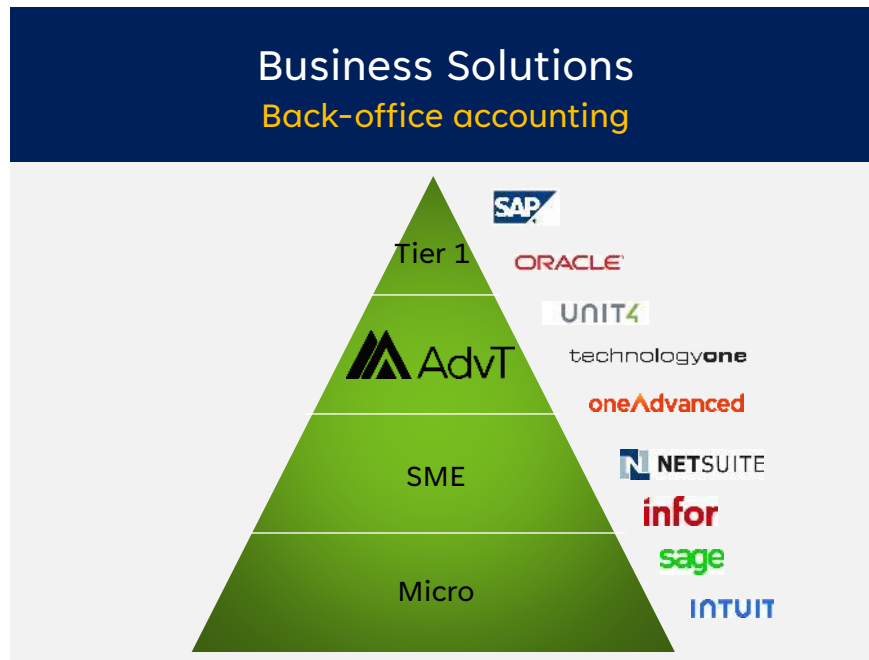 Business Solutions
Back-office accounting
SAP
Tier 1
ORACLE
UNIT4
AdvT
technologyone
oneAdvanced
SME
NETSUITE
infor
sage
Micro
INTUIT